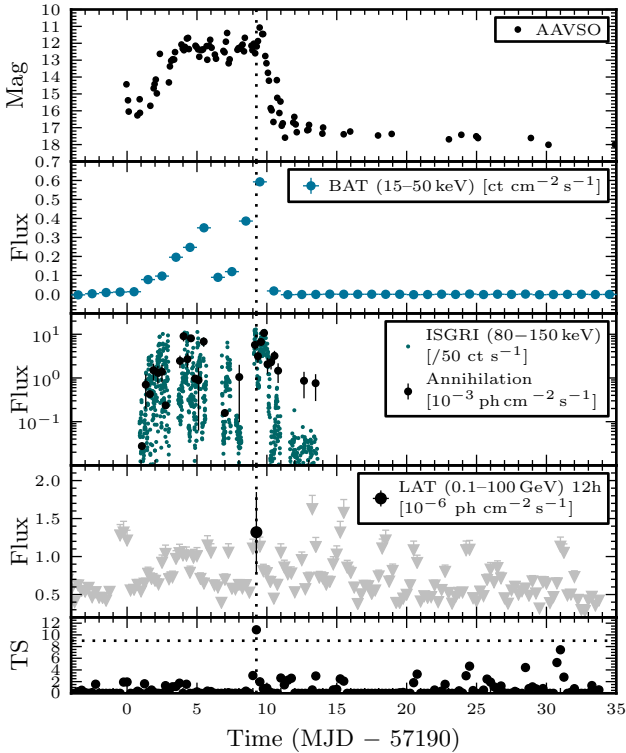 10
11
12
13
14
15
16
17
18
Mag
AAVSO
0.7
0.6
0.5
0.4
0.3
0.2
0.1
0.0
Flux
BAT (15–50 keV) [ct cm⁻² s⁻¹]
10¹
10⁰
10⁻¹
Flux
ISGRI (80−150 keV)
[/50 ct s⁻¹]
Annihilation
[10⁻³ ph cm⁻² s⁻¹]
2.0
1.5
1.0
0.5
Flux
LAT (0.1–100 GeV) 12h
[10⁻⁶ ph cm⁻² s⁻¹]
12
10
8
6
4
2
0
TS
0 5 10 15 20 25 30 35
Time (MJD − 57190)